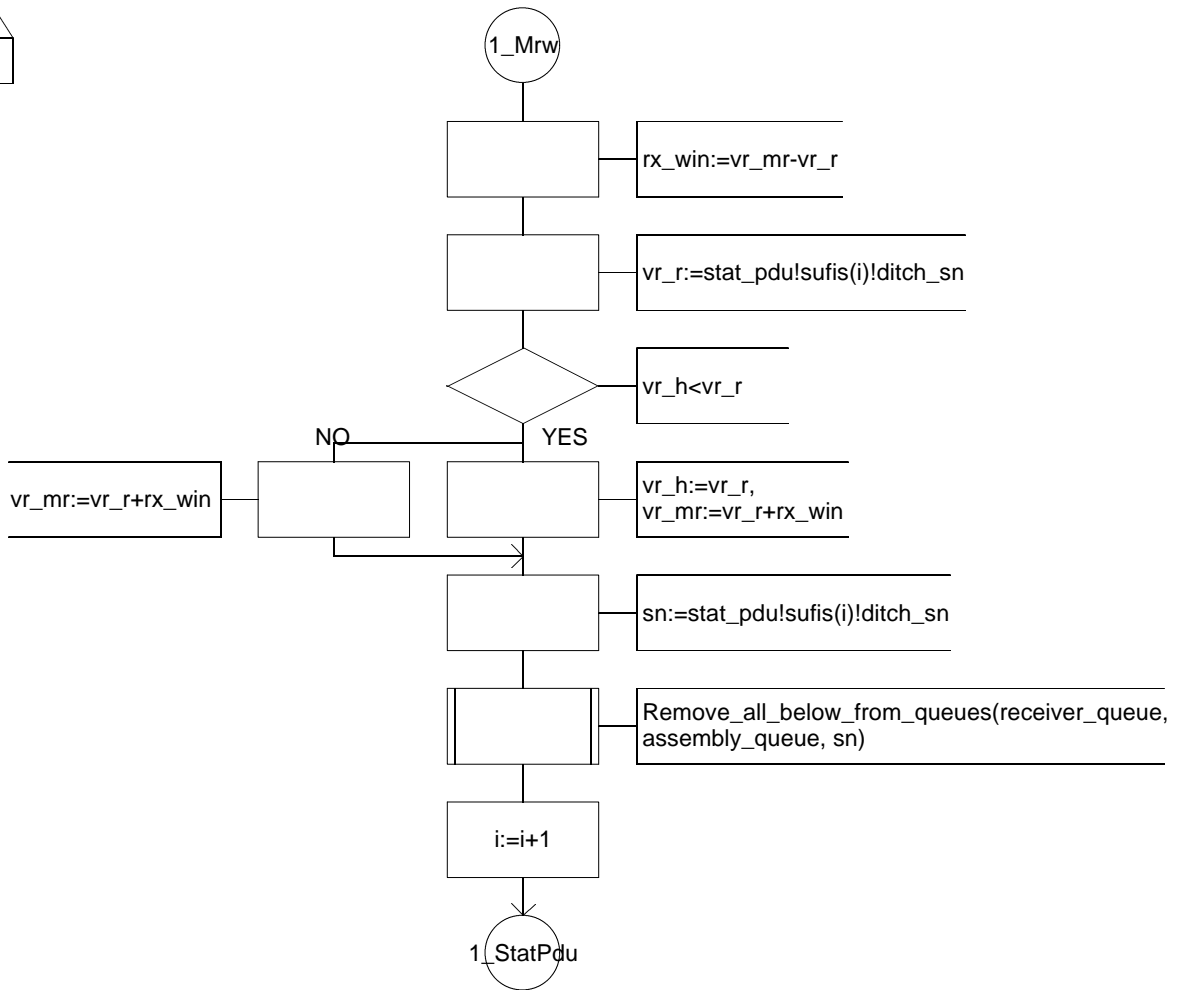 1_Mrw
rx_win:=vr_mr-vr_r
vr_r:=stat_pdu!sufis(i)!ditch_sn
vr_h<vr_r
NO
YES
vr_mr:=vr_r+rx_win
vr_h:=vr_r,
vr_mr:=vr_r+rx_win
sn:=stat_pdu!sufis(i)!ditch_sn
Remove_all_below_from_queues(receiver_queue,
assembly_queue, sn)
i:=i+1
1_StatPdu